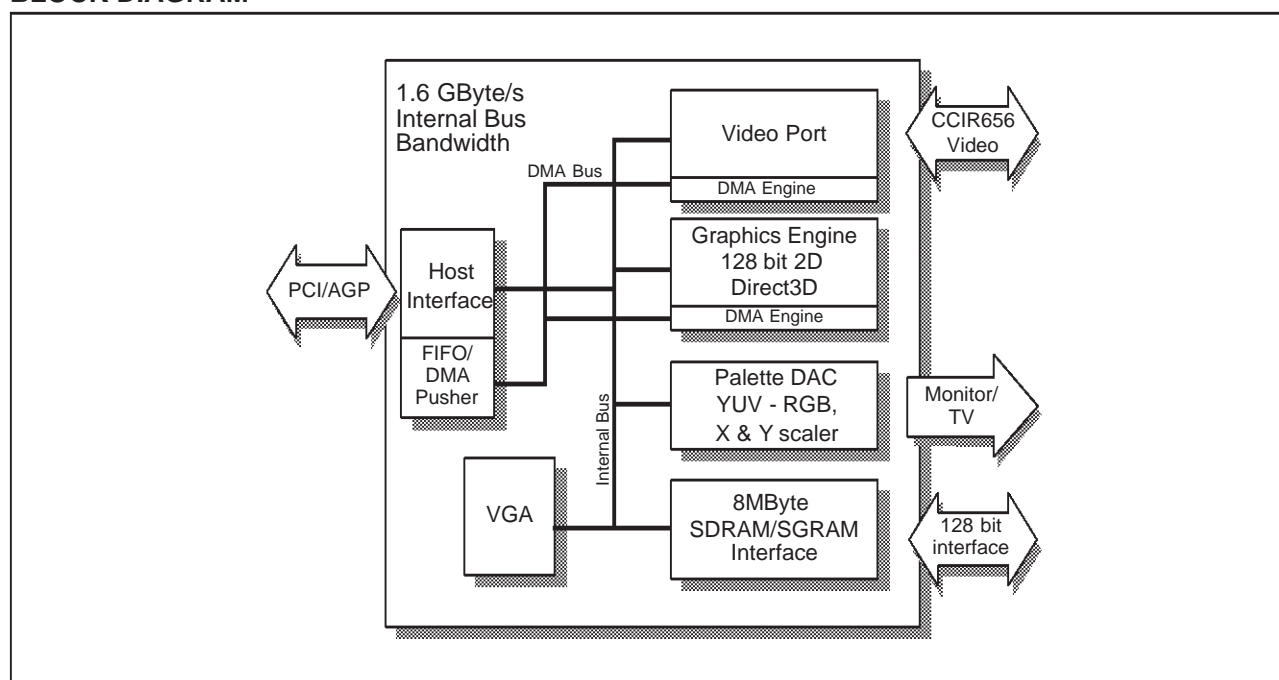 BLOCK DIAGRAM
1.6 GByte/s
Internal Bus
Bandwidth
DMA Bus
Video Port
DMA Engine
CCIR656
Video
Graphics Engine
128 bit 2D
Direct3D
DMA Engine
PCI/AGP
Host
Interface
FIFO/
DMA
Pusher
Internal Bus
Palette DAC
YUV - RGB,
X & Y scaler
Monitor/
TV
VGA
8MByte
SDRAM/SGRAM
Interface
128 bit
interface